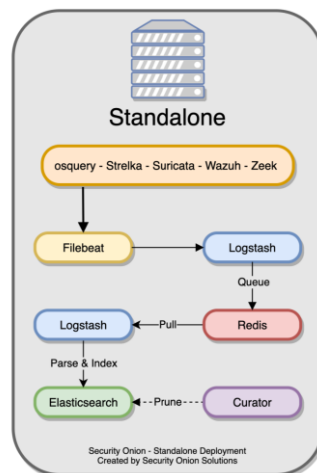 Standalone
osquery - Strelka - Suricata - Wazuh - Zeek
Filebeat
Logstash
Queue
Logstash
Pull
Redis
Parse & Index
Elasticsearch
Prune
Curator
Security Onion - Standalone Deployment
Created by Security Onion Solutions